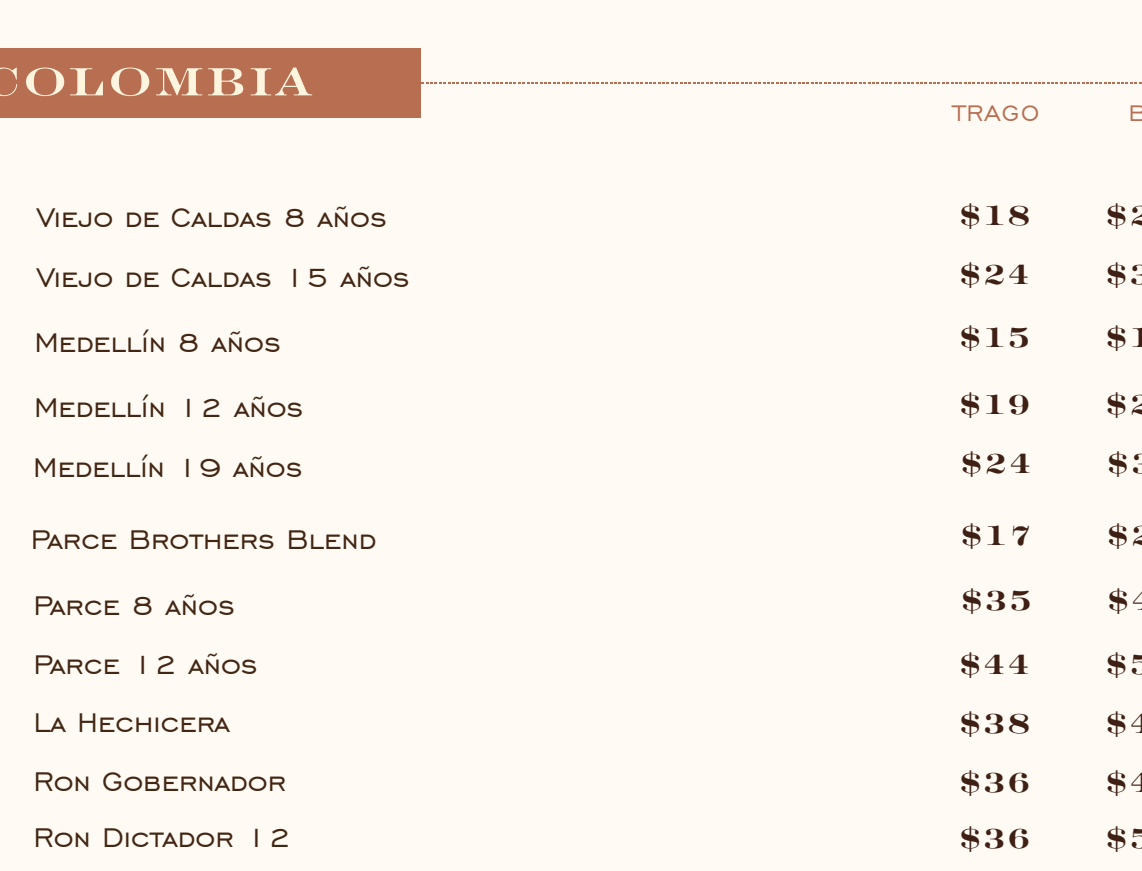 COLOMBIA
TRAGO
Viejo de Caldas 8 años $18
Viejo de Caldas 15 años $24
Medellín 8 años $15
Medellín 12 años $19
Medellín 19 años $24
Parce Brothers Blend $17
Parce 8 años $35
Parce 12 años $44
La Hechicera $38
Ron Gobernador $36
Ron Dictador 12 $36